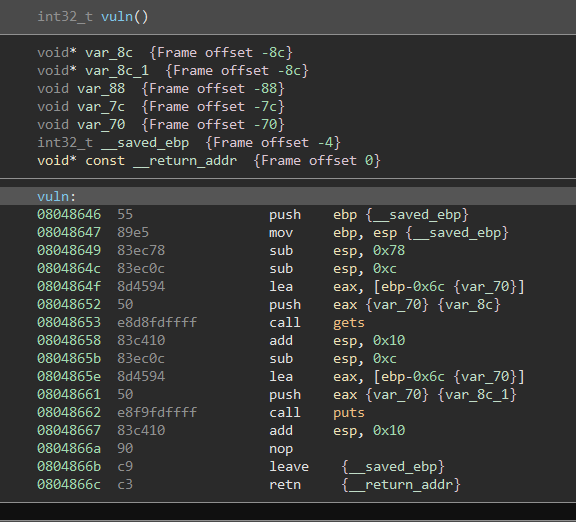 int32_t vuln()
void* var_8c {Frame offset -8c}
void* var_8c_1 {Frame offset -8c}
void var_88 {Frame offset -88}
void var_7c {Frame offset -7c}
void var_70 {Frame offset -70}
int32_t __saved_ebp {Frame offset -4}
void* const __return_addr {Frame offset 0}
vuln:
08048646 55 push ebp {__saved_ebp}
08048647 89e5 mov ebp, esp {__saved_ebp}
08048649 83ec78 sub esp, 0x78
0804864c 83ec0c sub esp, 0xc
0804864f 8d4594 lea eax, [ebp-0x6c {var_70}]
08048652 50 push eax {var_70} {var_8c}
08048653 e8d8fdffff call gets
08048658 83c410 add esp, 0x10
0804865b 83ec0c sub esp, 0xc
0804865e 8d4594 lea eax, [ebp-0x6c {var_70}]
08048661 50 push eax {var_70} {var_8c_1}
08048662 e8f9fdffff call puts
08048667 83c410 add esp, 0x10
0804866a 90 nop
0804866b c9 leave {__saved_ebp}
0804866c c3 retn {__return_addr}